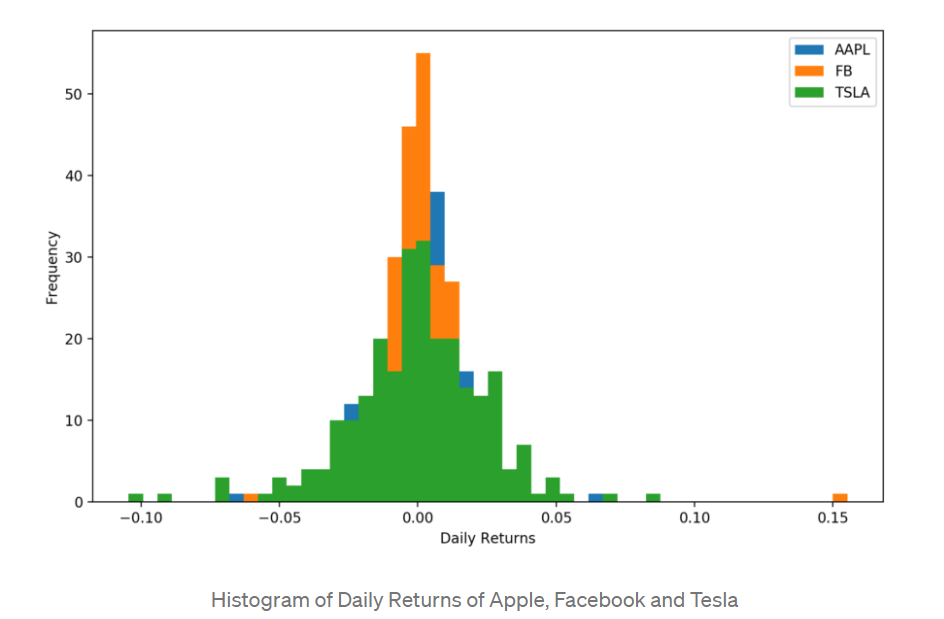 AAPL
FB
TSLA
50
40
30
20
10
0
Frequency
−0.10
−0.05
0.00
0.05
0.10
0.15
Daily Returns
Histogram of Daily Returns of Apple, Facebook and Tesla